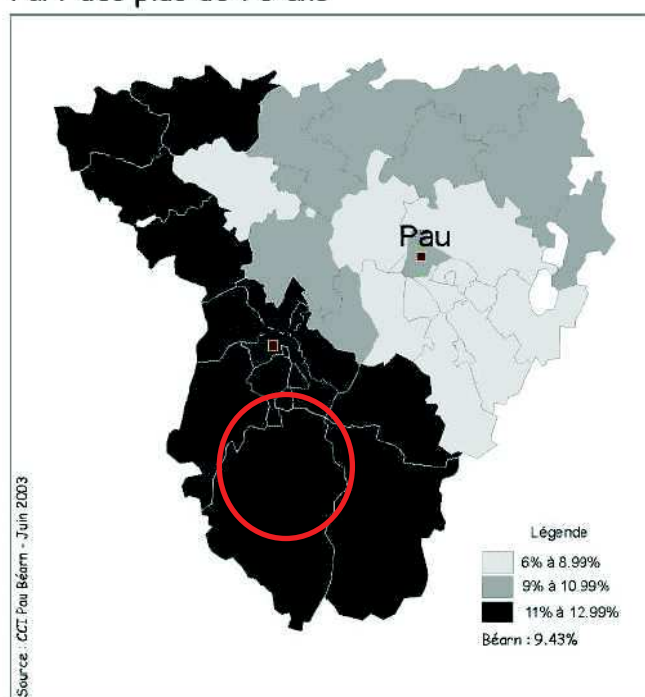 Pau
Légende
6% à 8.99%
9% à 10.99%
11% à 12.99%
Béarn : 9.43%
Source : CCI Pau Béarn - Juin 2003